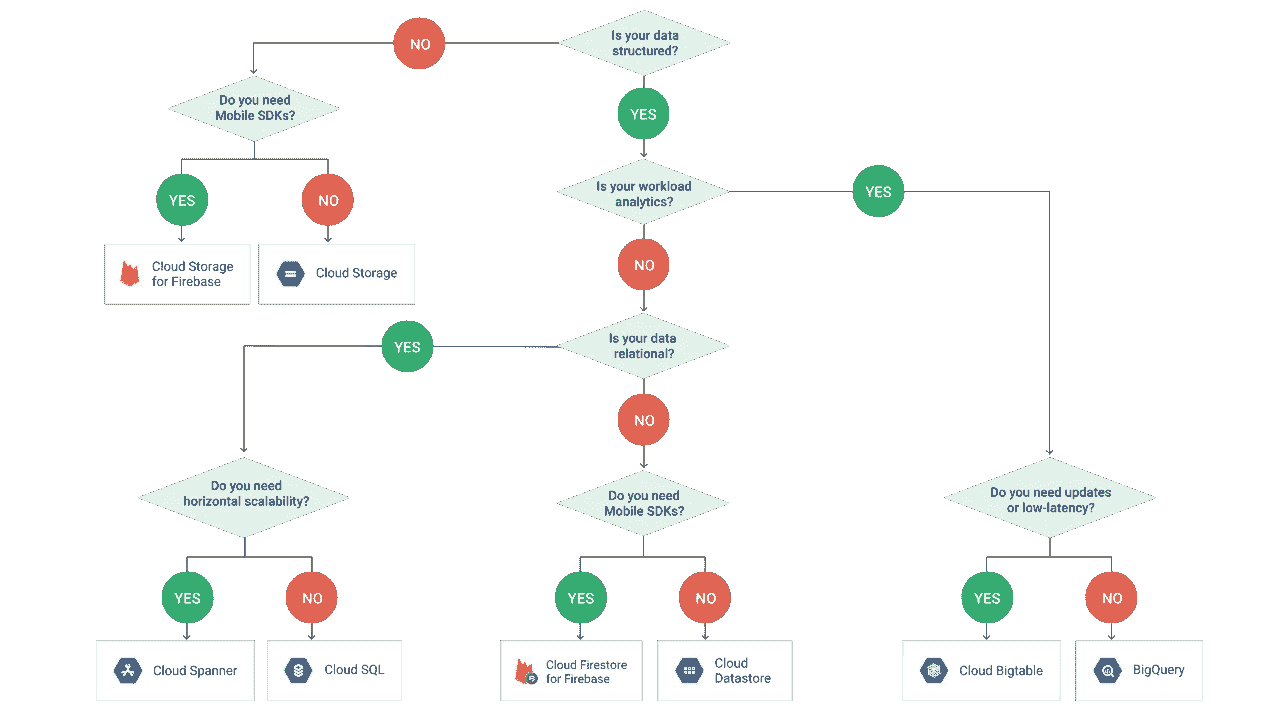 Is your data
structured?
NO
YES
Do you need
Mobile SDKs?
YES
NO
Cloud Storage
for Firebase
Cloud Storage
Is your workload
analytics?
YES
NO
Is your data
relational?
YES
NO
Do you need
horizontal scalability?
YES
NO
Cloud Spanner
Cloud SQL
Do you need
Mobile SDKs?
YES
NO
Cloud Firestore
for Firebase
Cloud
Datastore
Do you need updates
or low-latency?
YES
NO
Cloud Bigtable
BigQuery